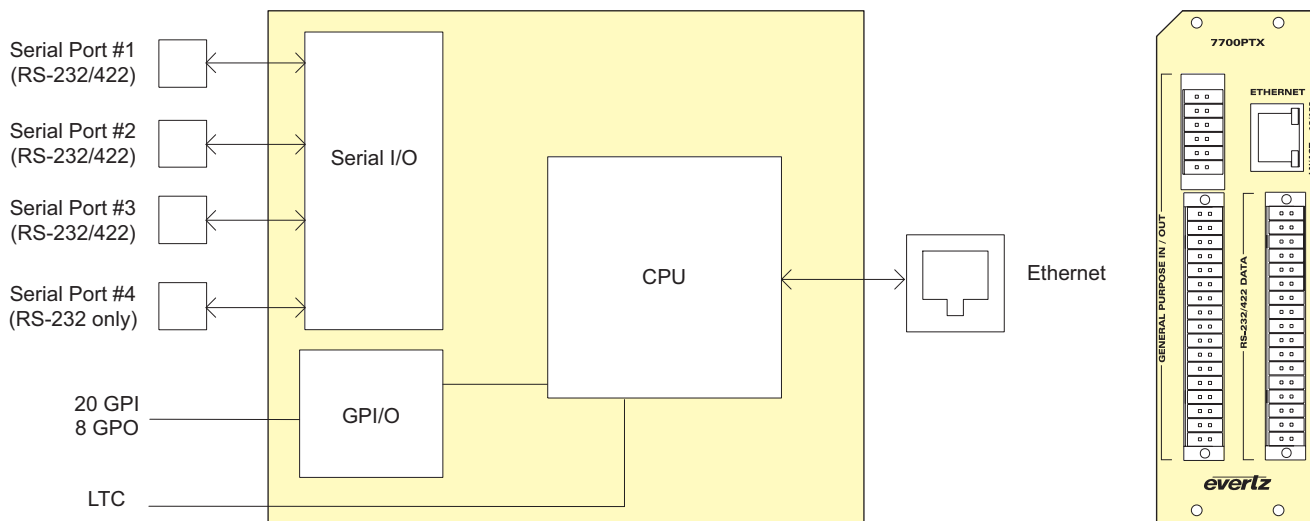 Serial Port #1
(RS-232/422)
Serial Port #2
(RS-232/422)
Serial Port #3
(RS-232/422)
Serial Port #4
(RS-232 only)
20 GPI
8 GPO
LTC
Serial I/O
GPI/O
CPU
Ethernet
7700PTX
ETHERNET
GENERAL PURPOSE IN / OUT
RS-232/422 DATA
evertz